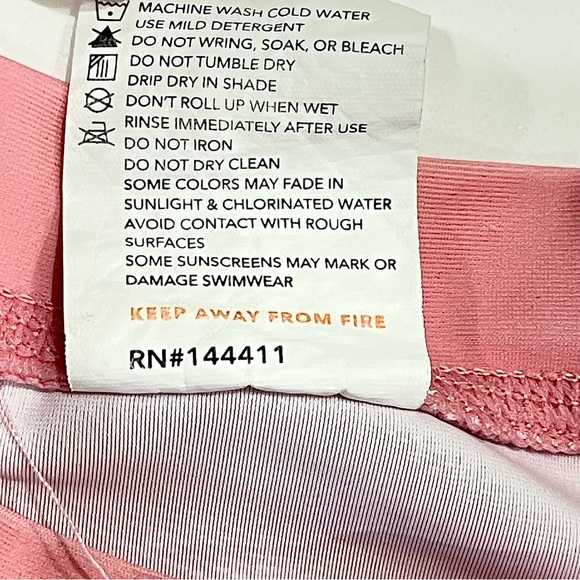 MACHINE WASH COLD WATER
USE MILD DETERGENT
DO NOT WRING, SOAK, OR BLEACH
DO NOT TUMBLE DRY
DRIP DRY IN SHADE
DON'T ROLL UP WHEN WET
RINSE IMMEDIATELY AFTER USE
DO NOT IRON
DO NOT DRY CLEAN
SOME COLORS MAY FADE IN
SUNLIGHT & CHLORINATED WATER
AVOID CONTACT WITH ROUGH
SURFACES
SOME SUNSCREENS MAY MARK OR
DAMAGE SWIMWEAR
KEEP AWAY FROM FIRE
RN#144411